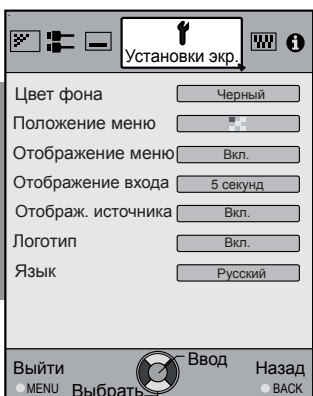 Установки экр.
Цвет фона Черный
Положение меню
Отображение меню Вкл.
Отображение входа 5 секунд
Отображ. источника Вкл.
Логотип Вкл.
Язык Русский
Выйти Ввод Назад
MENU Выбрать BACK